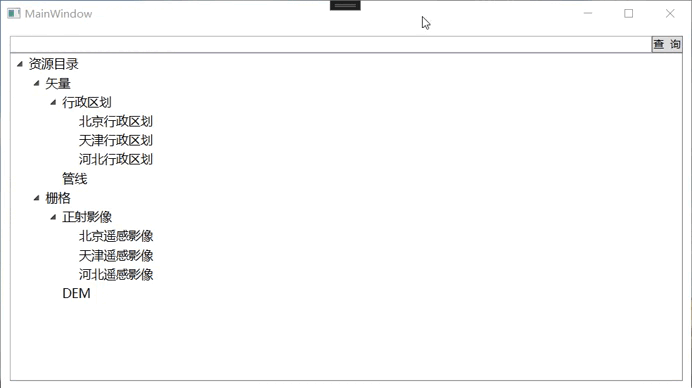 MainWindow
查 询
资源目录
矢量
行政区划
北京行政区划
天津行政区划
河北行政区划
管线
栅格
正射影像
北京遥感影像
天津遥感影像
河北遥感影像
DEM